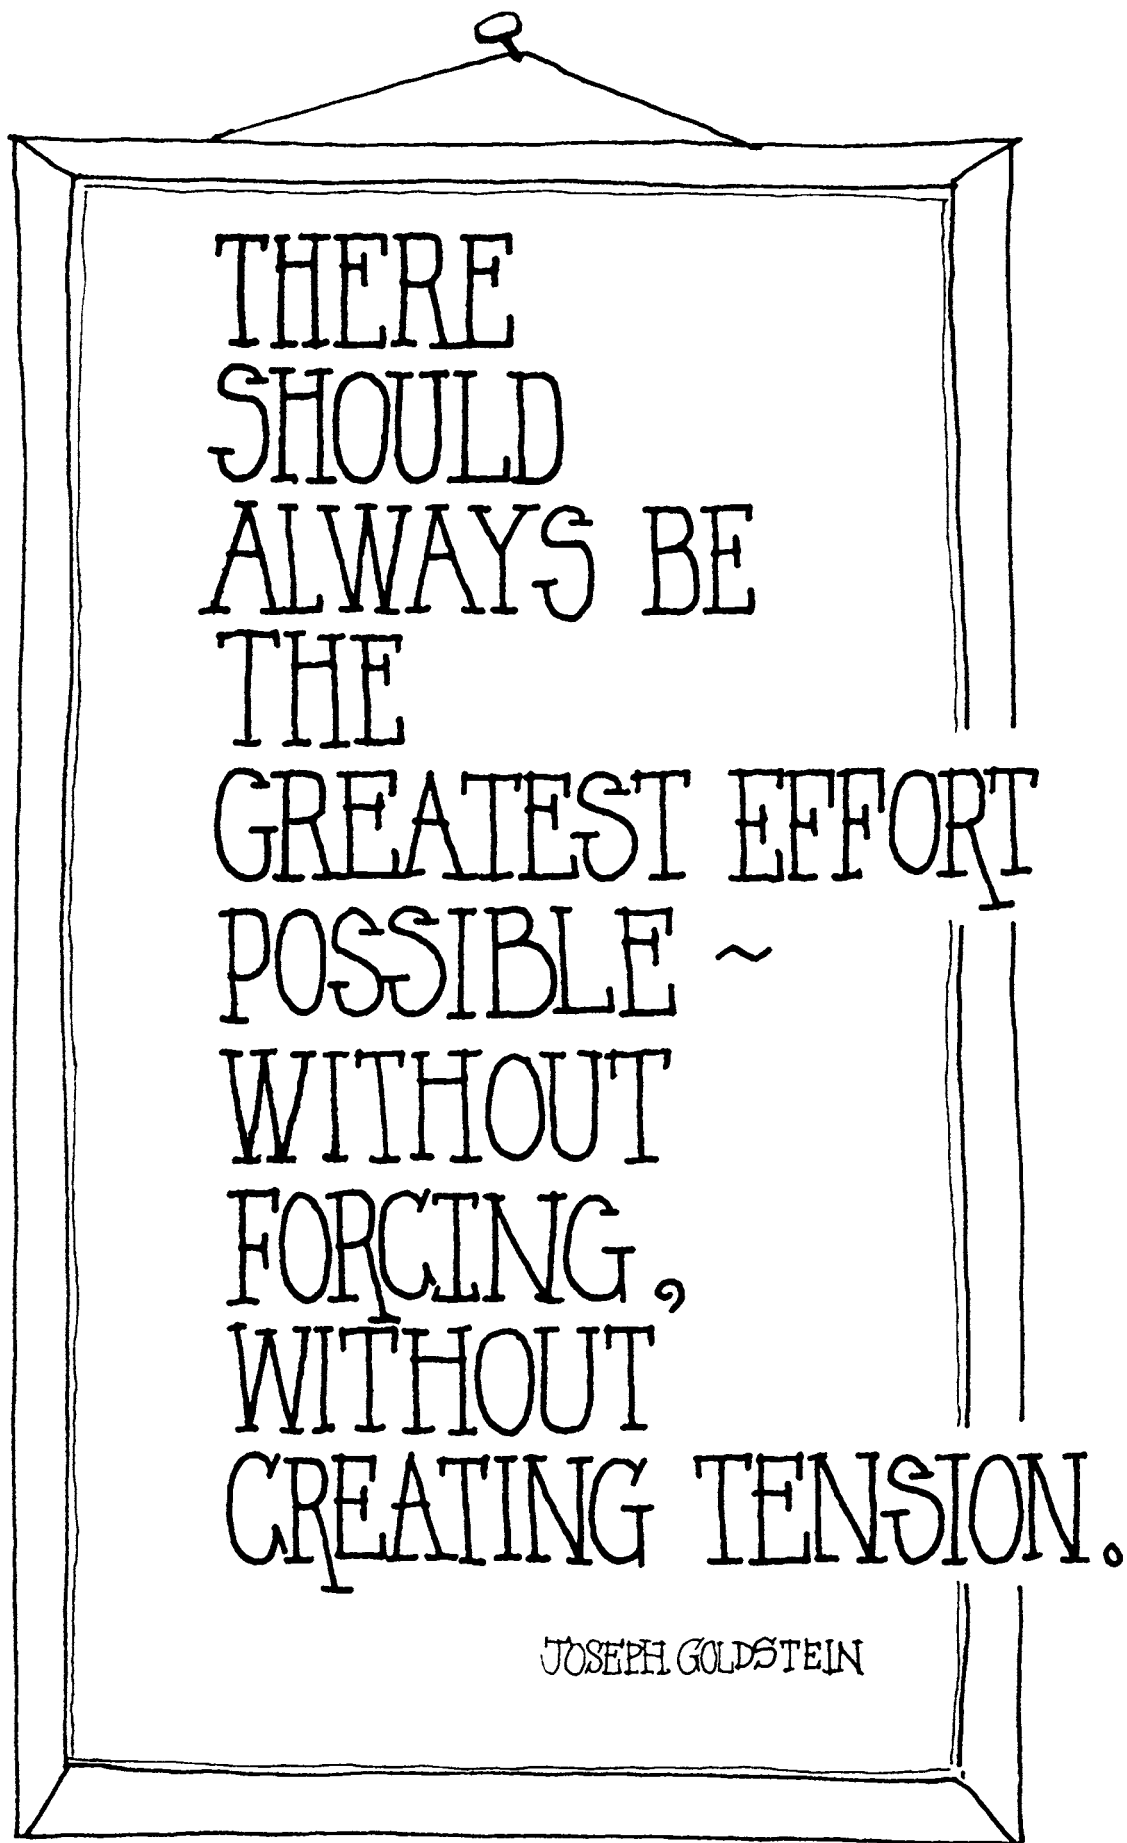 THERE
SHOULD
ALWAYS BE
THE
GREATEST EFFORT
POSSIBLE ~
WITHOUT
FORCING,
WITHOUT
CREATING TENSION.
JOSEPH GOLDSTEIN